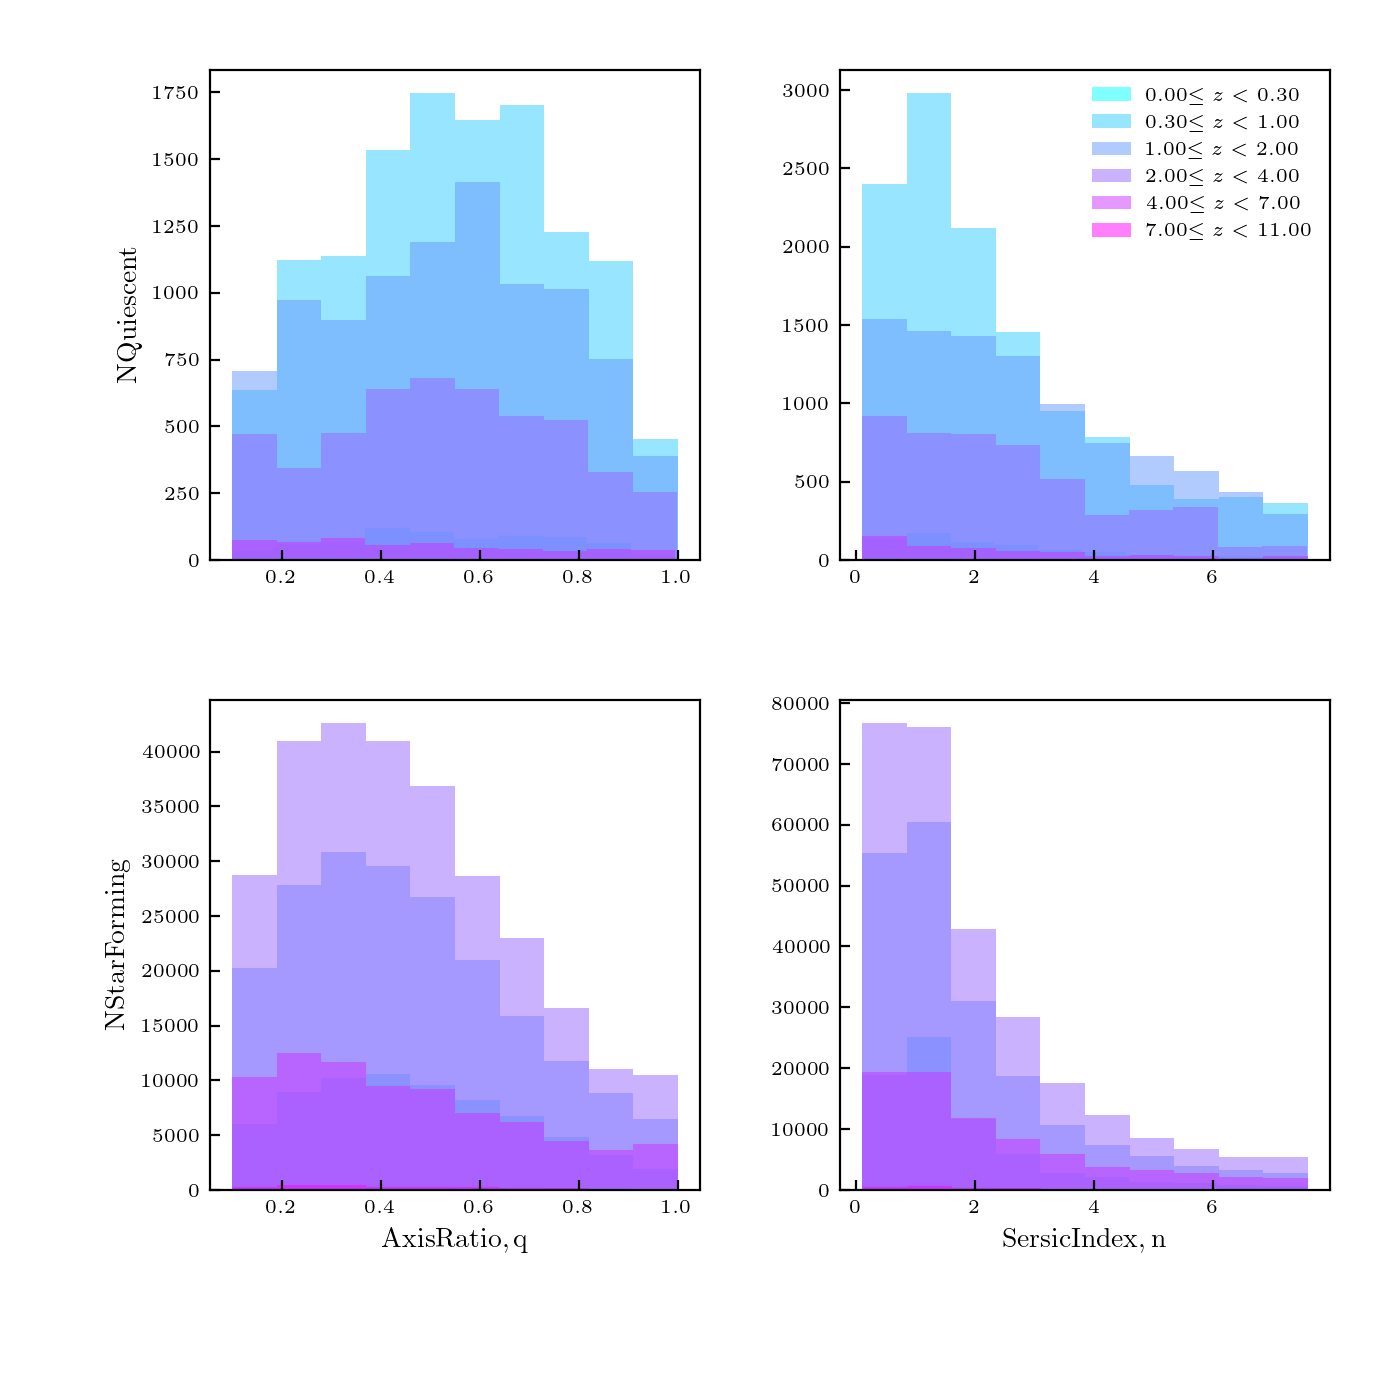 1750
1500
1250
1000
750
500
250
0
NQuiescent
0.2 0.4 0.6 0.8 1.0
3000
2500
2000
1500
1000
500
0
0 2 4 6
0.00≤ z < 0.30
0.30≤ z < 1.00
1.00≤ z < 2.00
2.00≤ z < 4.00
4.00≤ z < 7.00
7.00≤ z < 11.00
40000
35000
30000
25000
20000
15000
10000
5000
0
NStarForming
0.2 0.4 0.6 0.8 1.0
AxisRatio, q
80000
70000
60000
50000
40000
30000
20000
10000
0
0 2 4 6
SersicIndex, n